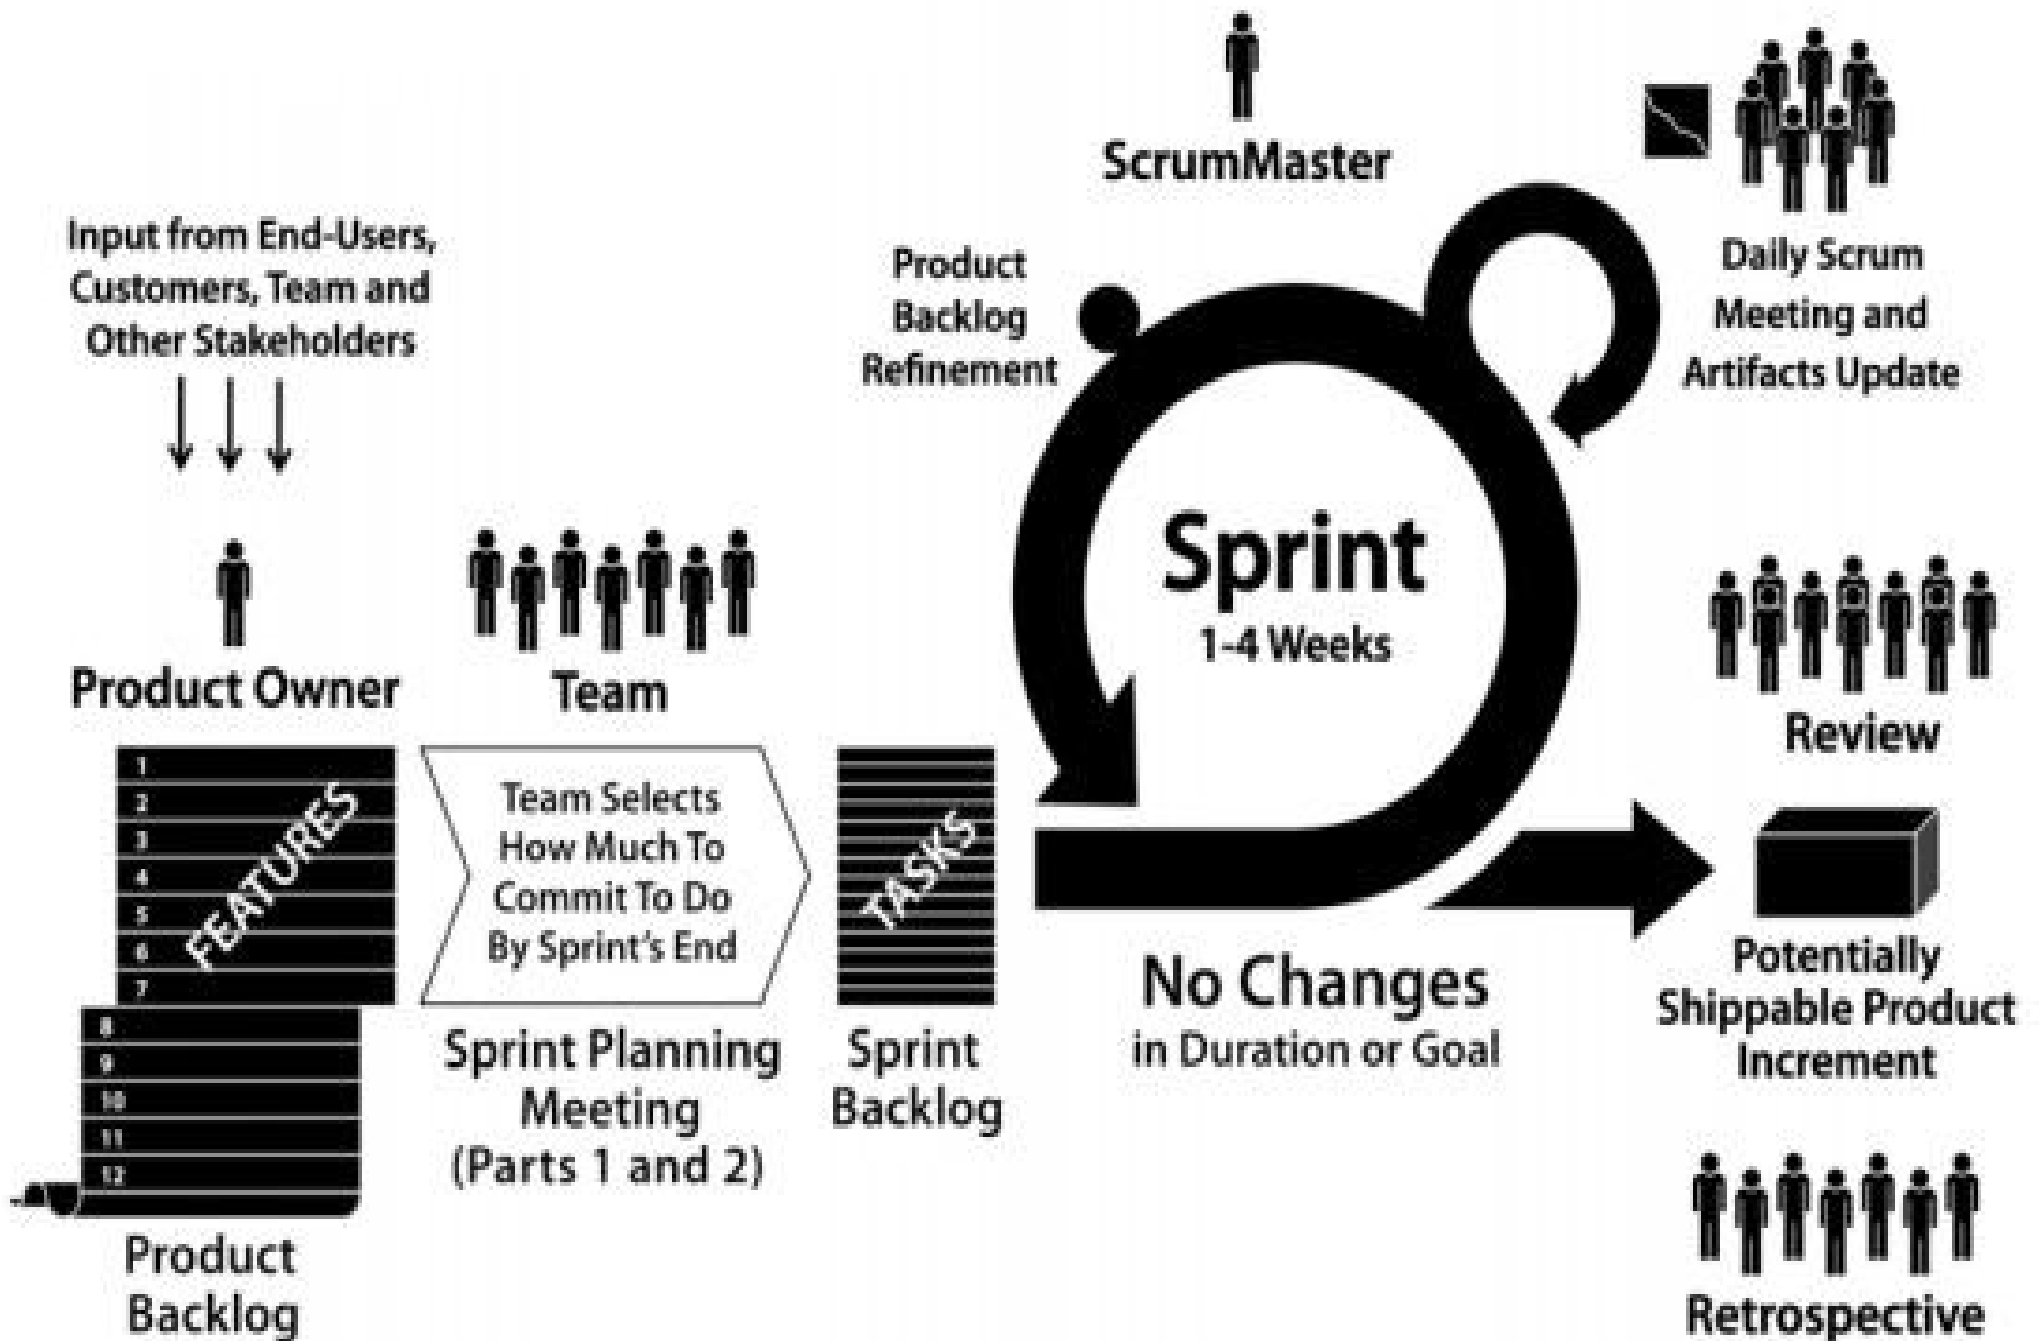 ScrumMaster
Input from End-Users,
Customers, Team and
Other Stakeholders
Product
Backlog
Refinement
Daily Scrum
Meeting and
Artifacts Update
Product Owner
Team
Sprint
1-4 Weeks
Review
1
2
3
4
5
6
7
FEATURES
8
9
10
11
12
Product
Backlog
Team Selects
How Much To
Commit To Do
By Sprint's End
Sprint Planning
Meeting
(Parts 1 and 2)
TASKS
Sprint
Backlog
No Changes
in Duration or Goal
Potentially
Shippable Product
Increment
Retrospective